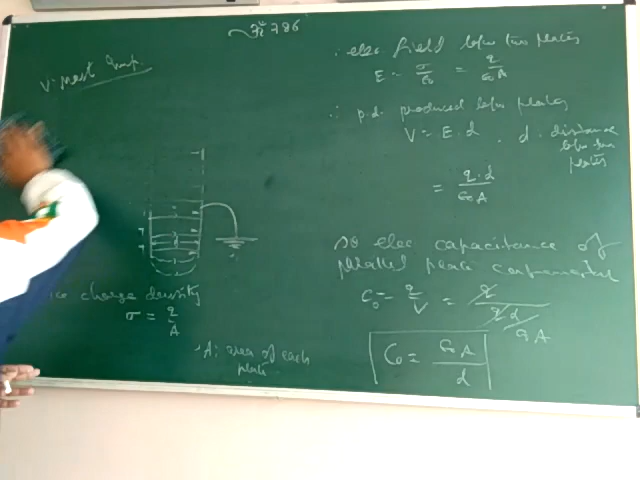 786
V. most Imp.
charge density
σ = q/A
A: area of each
plate
∴ elec. field b/w two plates
E = σ/ε₀ = q/ε₀A
∴ p.d. produced b/w plates
V = E.d , d. distance
b/w two
plates
= q.d/ε₀A
so elec capacitance of
parallel plate
C₀ = q/V = q/(q d/ε₀A)
C₀ = ε₀A/d